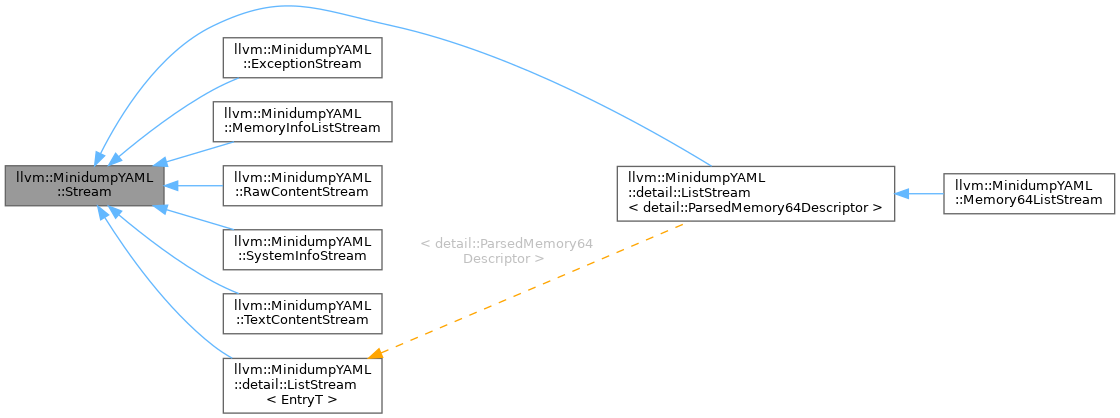 llvm::MinidumpYAML
::ExceptionStream
llvm::MinidumpYAML
::MemoryInfoListStream
llvm::MinidumpYAML
::Stream
llvm::MinidumpYAML
::RawContentStream
llvm::MinidumpYAML
::detail::ListStream
< detail::ParsedMemory64Descriptor >
llvm::MinidumpYAML
::Memory64ListStream
llvm::MinidumpYAML
::SystemInfoStream
< detail::ParsedMemory64
Descriptor >
llvm::MinidumpYAML
::TextContentStream
llvm::MinidumpYAML
::detail::ListStream
< EntryT >